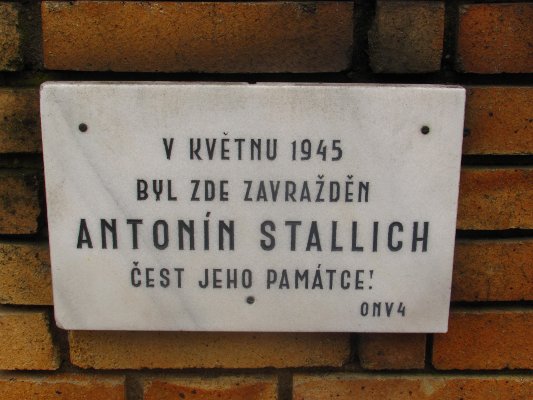 V KVĚTNU 1945
BYL ZDE ZAVRAŽDĚN
ANTONÍN STALLICH
ČEST JEHO PAMÁTCE!
ONV4